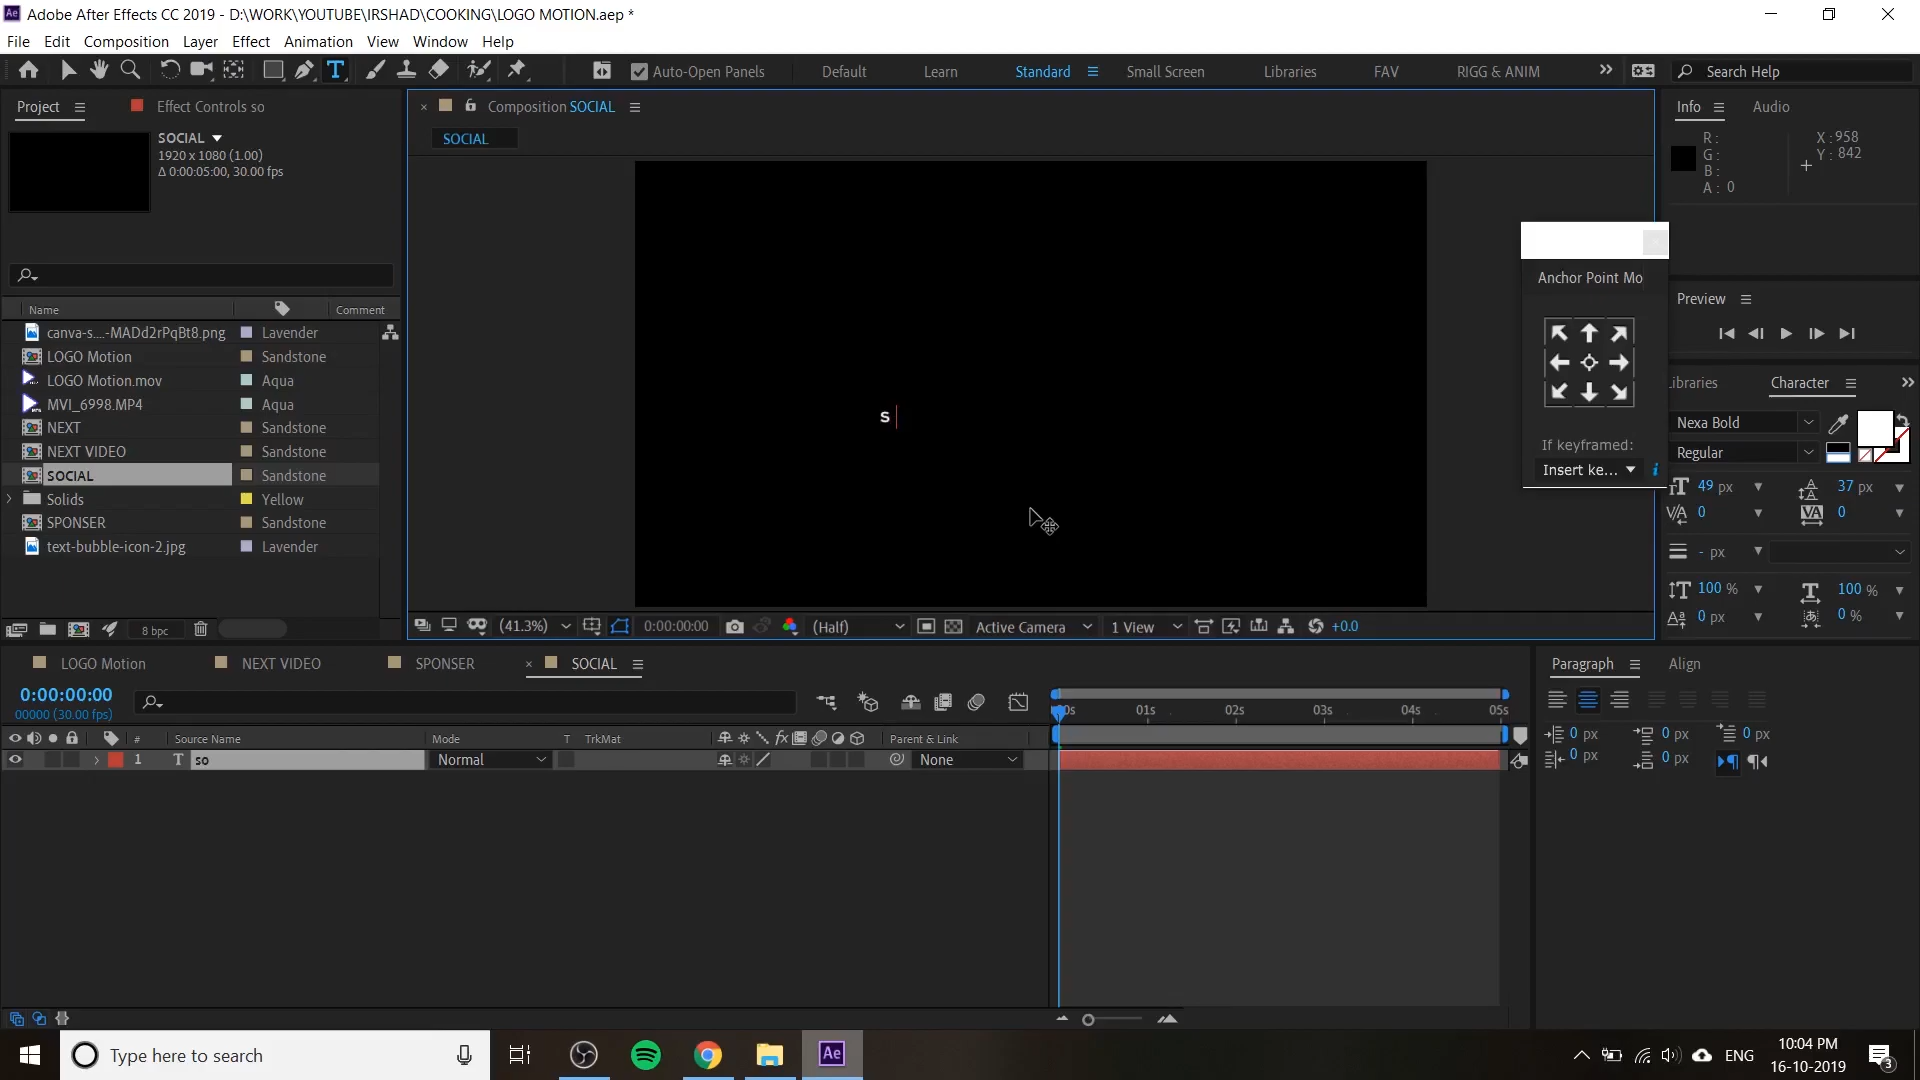 Adobe After Effects CC 2019 - D:\WORK\YOUTUBE\IRSHAD\COOKING\LOGO MOTION.aep *
File Edit Composition Layer Effect Animation View Window Help
Auto-Open Panels Default Learn Standard Small Screen Libraries FAV RIGG & ANIM Search Help
Project Effect Controls so
SOCIAL
1920 x 1080 (1.00)
Δ 0:00:05:00, 30.00 fps
Name Comment
canva-s...-MADd2rPqBt8.png Lavender
LOGO Motion Sandstone
LOGO Motion.mov Aqua
MVI_6998.MP4 Aqua
NEXT Sandstone
NEXT VIDEO Sandstone
SOCIAL Sandstone
Solids Yellow
SPONSER Sandstone
text-bubble-icon-2.jpg Lavender
8 bpc
Composition SOCIAL
SOCIAL
S
(41.3%) 0:00:00:00 (Half) Active Camera 1 View +0.0
Info Audio
R : X : 958
G : Y : 842
B :
A : 0
Anchor Point Mo
If keyframed:
Insert ke...
Preview
ibraries Character
Nexa Bold
Regular
49 px 37 px
0 0
- px
100 % 100 %
0 px 0 %
LOGO Motion NEXT VIDEO SPONSER SOCIAL
0:00:00:00
00000 (30.00 fps)
0s 01s 02s 03s 04s 05s
# Source Name Mode T TrkMat fx Parent & Link
1 T so Normal None
Paragraph Align
0 px 0 px 0 px
0 px 0 px
Type here to search
Ae
ENG
10:04 PM
16-10-2019
3